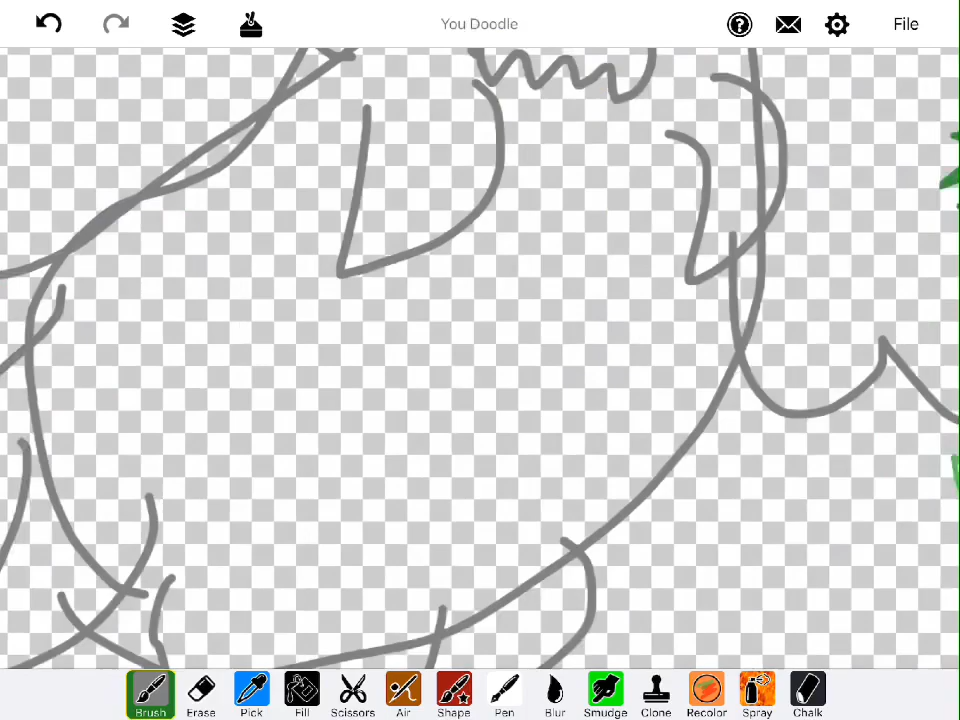 You Doodle
File
Brush Erase Pick Fill Scissors Air Shape Pen Blur Smudge Clone Recolor Spray Chalk